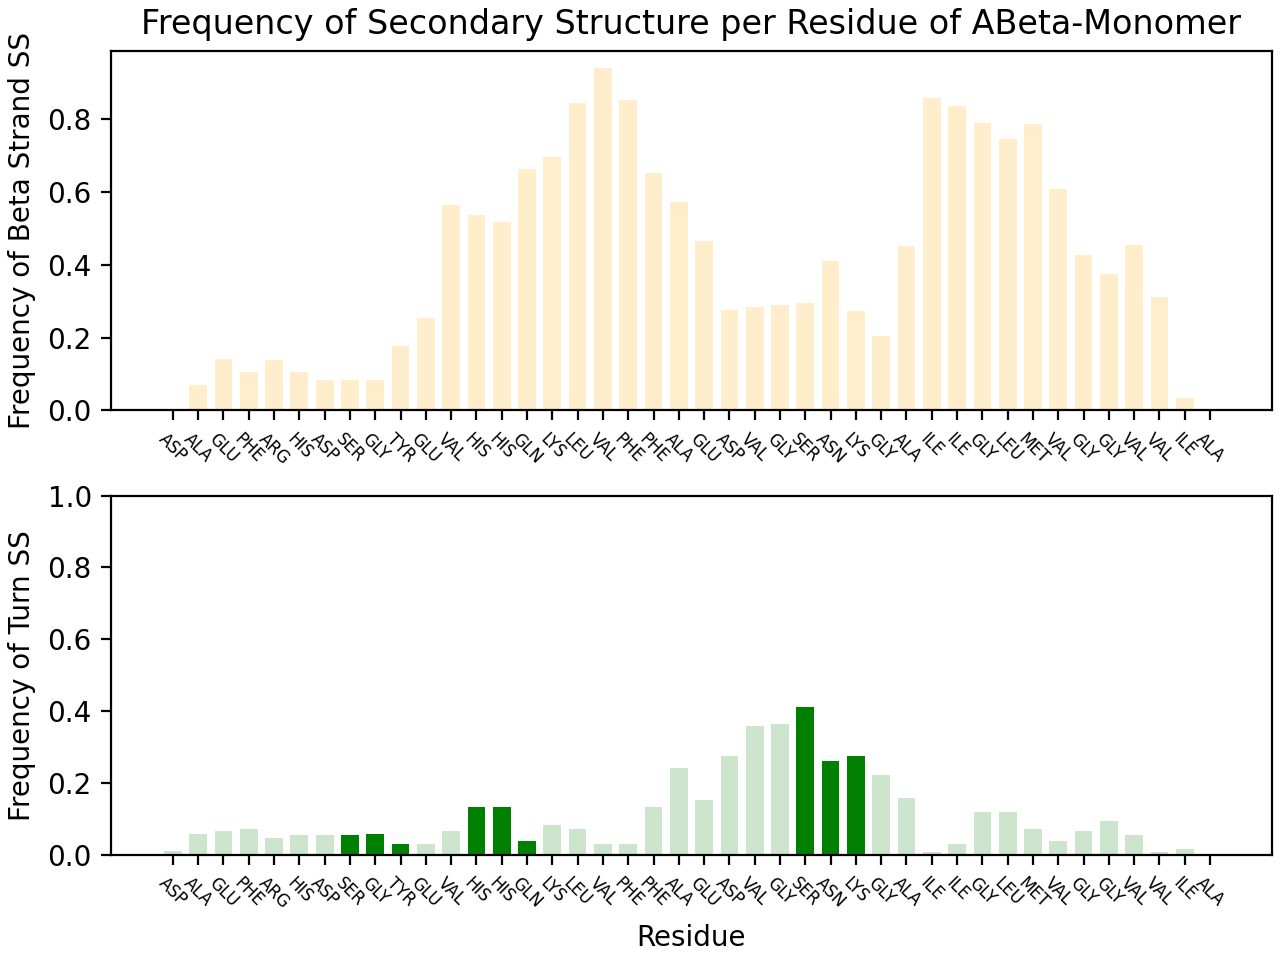 Frequency of Secondary Structure per Residue of ABeta-Monomer
Frequency of Beta Strand SS
0.8
0.6
0.4
0.2
0.0
ASP ALA GLU PHE ARG HIS ASP SER GLY TYR GLU VAL HIS HIS GLN LYS LEU VAL PHE PHE ALA GLU ASP VAL GLY SER ASN LYS GLY ALA ILE ILE GLY LEU MET VAL GLY GLY VAL VAL ILE ALA
Frequency of Turn SS
1.0
0.8
0.6
0.4
0.2
0.0
ASP ALA GLU PHE ARG HIS ASP SER GLY TYR GLU VAL HIS HIS GLN LYS LEU VAL PHE PHE ALA GLU ASP VAL GLY SER ASN LYS GLY ALA ILE ILE GLY LEU MET VAL GLY GLY VAL VAL ILE ALA
Residue